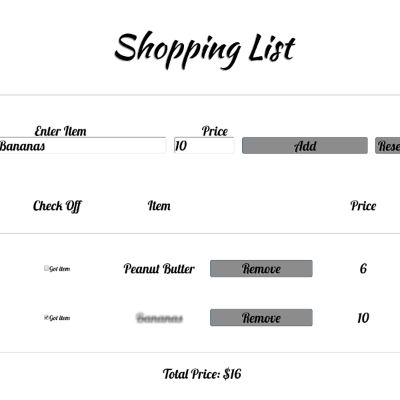 Shopping List
Enter Item Price
Bananas 10 Add Rese
Check Off Item Price
Got item Peanut Butter Remove 6
Got item Bananas Remove 10
Total Price: $16